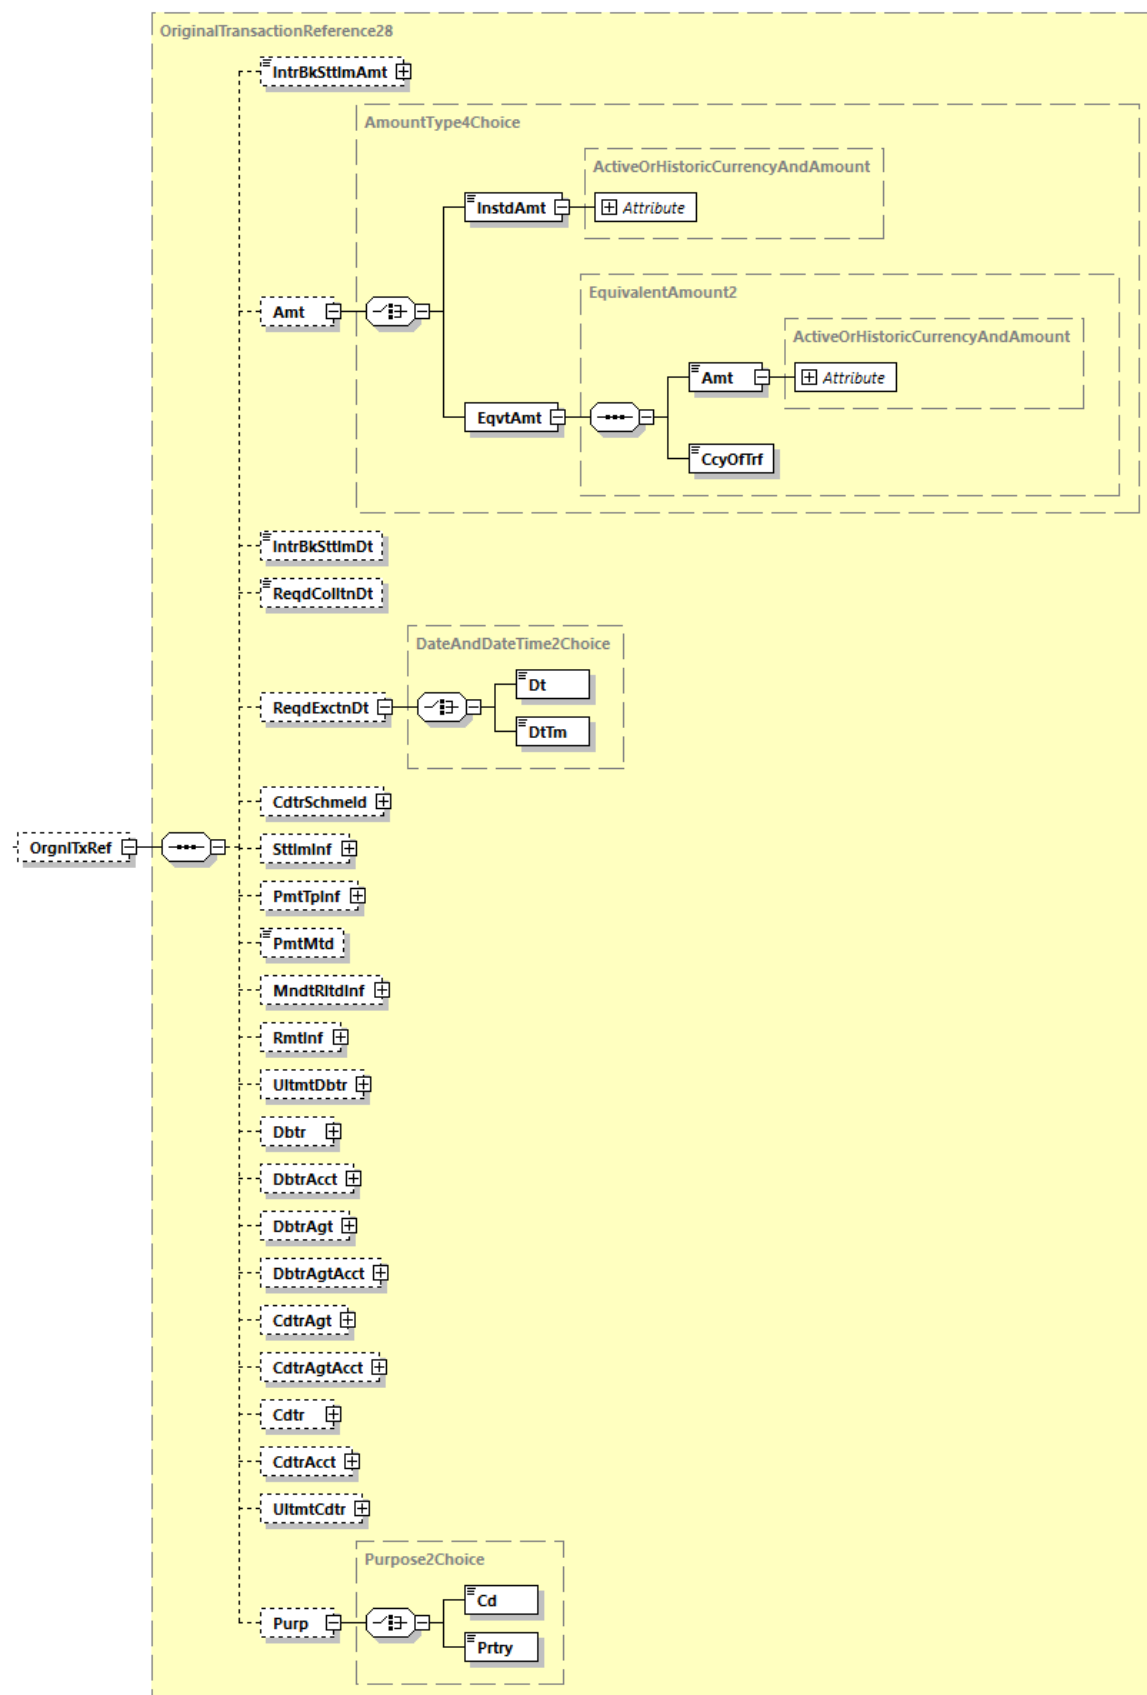 OriginalTransactionReference28
IntrBkSttlmAmt
AmountType4Choice
ActiveOrHistoricCurrencyAndAmount
InstdAmt
Attribute
EquivalentAmount2
Amt
ActiveOrHistoricCurrencyAndAmount
Amt
Attribute
EqvtAmt
CcyOfTrf
IntrBkSttlmDt
ReqdColltnDt
DateAndDateTime2Choice
Dt
ReqdExctnDt
DtTm
CdtrSchmeId
OrgnlTxRef
SttlmInf
PmtTpInf
PmtMtd
MndtRltdInf
RmtInf
UltmtDbtr
Dbtr
DbtrAcct
DbtrAgt
DbtrAgtAcct
CdtrAgt
CdtrAgtAcct
Cdtr
CdtrAcct
UltmtCdtr
Purpose2Choice
Cd
Purp
Prtry